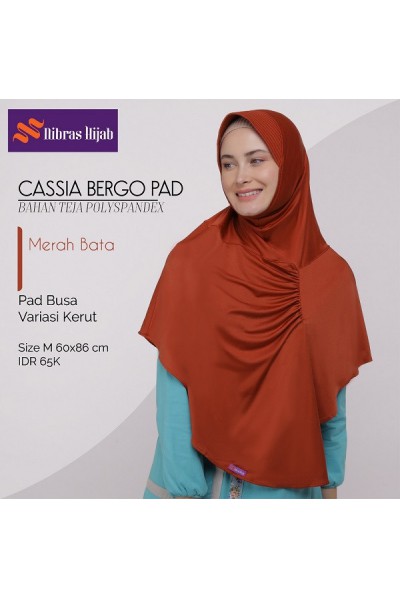 Nibras Hijab
CASSIA BERGO PAD
BAHAN TEJA POLYSPANDEX
Merah Bata
Pad Busa
Variasi Kerut
Size M 60x86 cm
IDR 65K